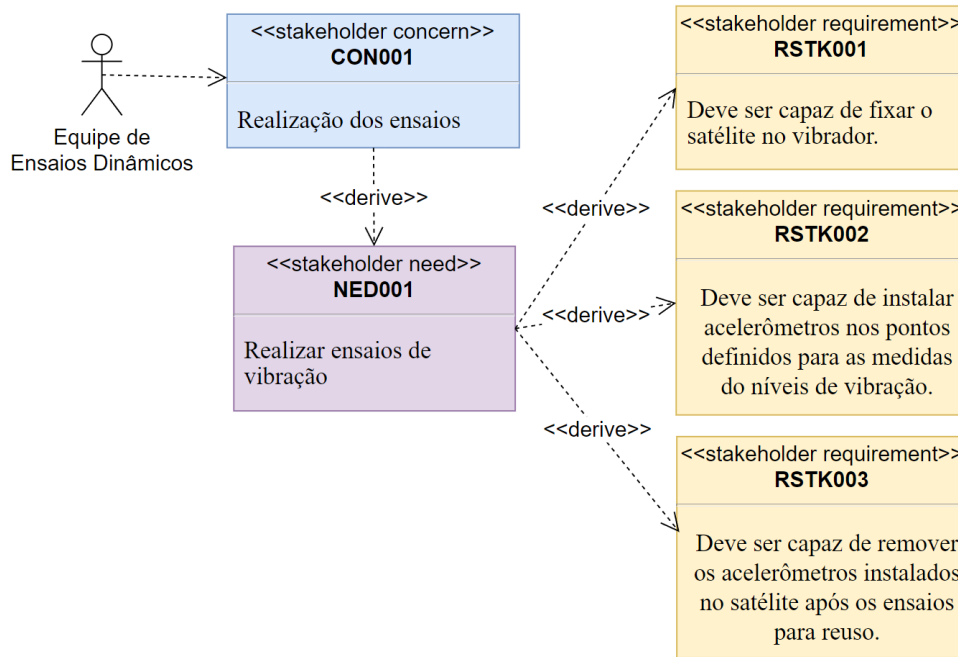 Equipe de
Ensaios Dinâmicos
<<stakeholder concern>>
CON001
Realização dos ensaios
<<derive>>
<<stakeholder need>>
NED001
Realizar ensaios de
vibração
<<derive>>
<<derive>>
<<derive>>
<<stakeholder requirement>>
RSTK001
Deve ser capaz de fixar o
satélite no vibrador.
<<stakeholder requirement>>
RSTK002
Deve ser capaz de instalar
acelerômetros nos pontos
definidos para as medidas
do níveis de vibração.
<<stakeholder requirement>>
RSTK003
Deve ser capaz de remover
os acelerômetros instalados
no satélite após os ensaios
para reuso.